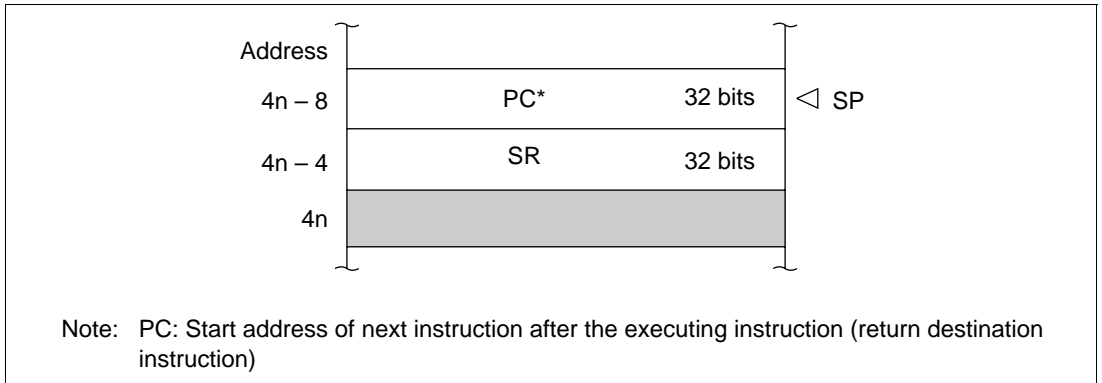 Address
4n – 8 PC* 32 bits ◁ SP
4n – 4 SR 32 bits
4n
Note: PC: Start address of next instruction after the executing instruction (return destination
instruction)